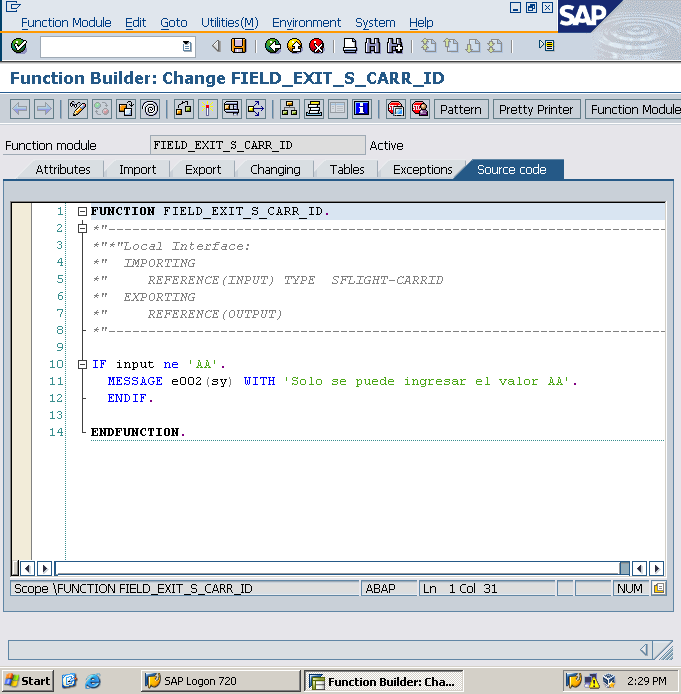 Function Module Edit Goto Utilities(M) Environment System Help
SAP
Function Builder: Change FIELD_EXIT_S_CARR_ID
Pattern Pretty Printer Function Module
Function module FIELD_EXIT_S_CARR_ID Active
Attributes Import Export Changing Tables Exceptions Source code
1 FUNCTION FIELD_EXIT_S_CARR_ID.
2 *"----------------------------------------------------------------------
3 *"*"Local Interface:
4 *"  IMPORTING
5 *"     REFERENCE(INPUT) TYPE  SFLIGHT-CARRID
6 *"  EXPORTING
7 *"     REFERENCE(OUTPUT)
8 *"----------------------------------------------------------------------
9
10 IF input ne 'AA'.
11   MESSAGE e002(sy) WITH 'Solo se puede ingresar el valor AA'.
12   ENDIF.
13
14 ENDFUNCTION.
Scope \FUNCTION FIELD_EXIT_S_CARR_ID ABAP Ln 1 Col 31 NUM
Start SAP Logon 720 Function Builder: Cha... 2:29 PM